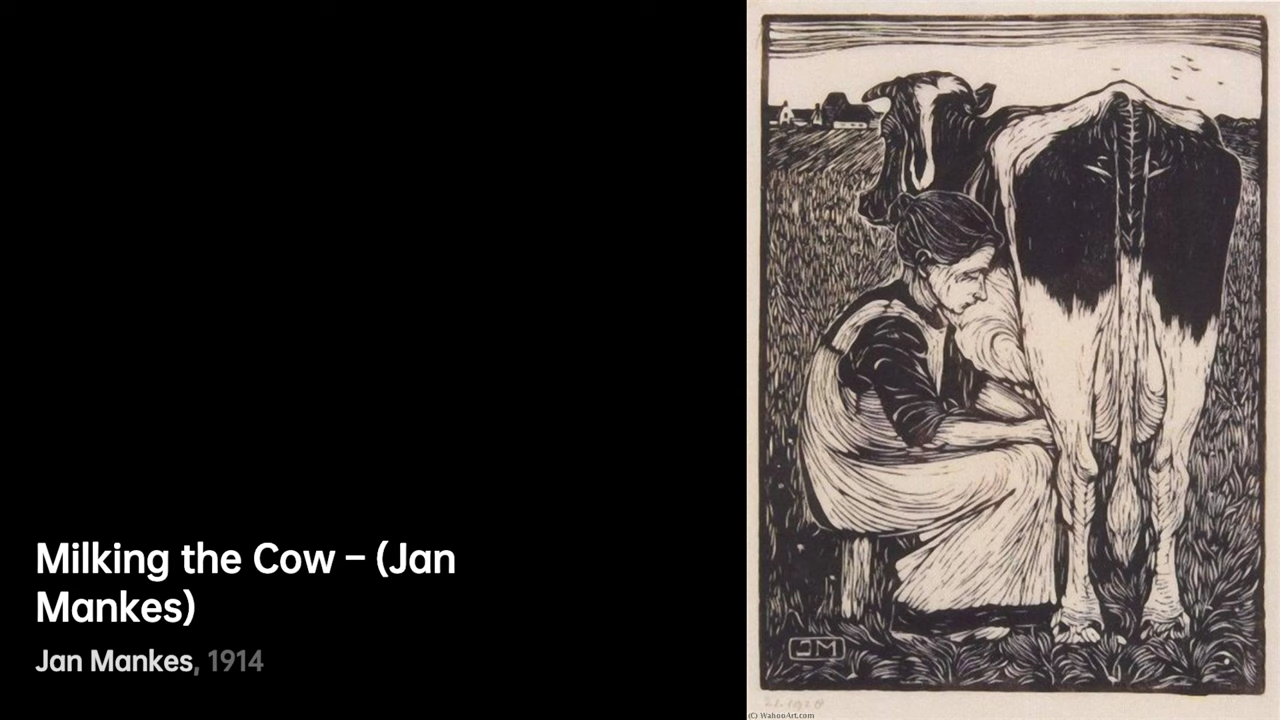 Milking the Cow – (Jan
Mankes)
Jan Mankes, 1914
JM
(C) WahooArt.com